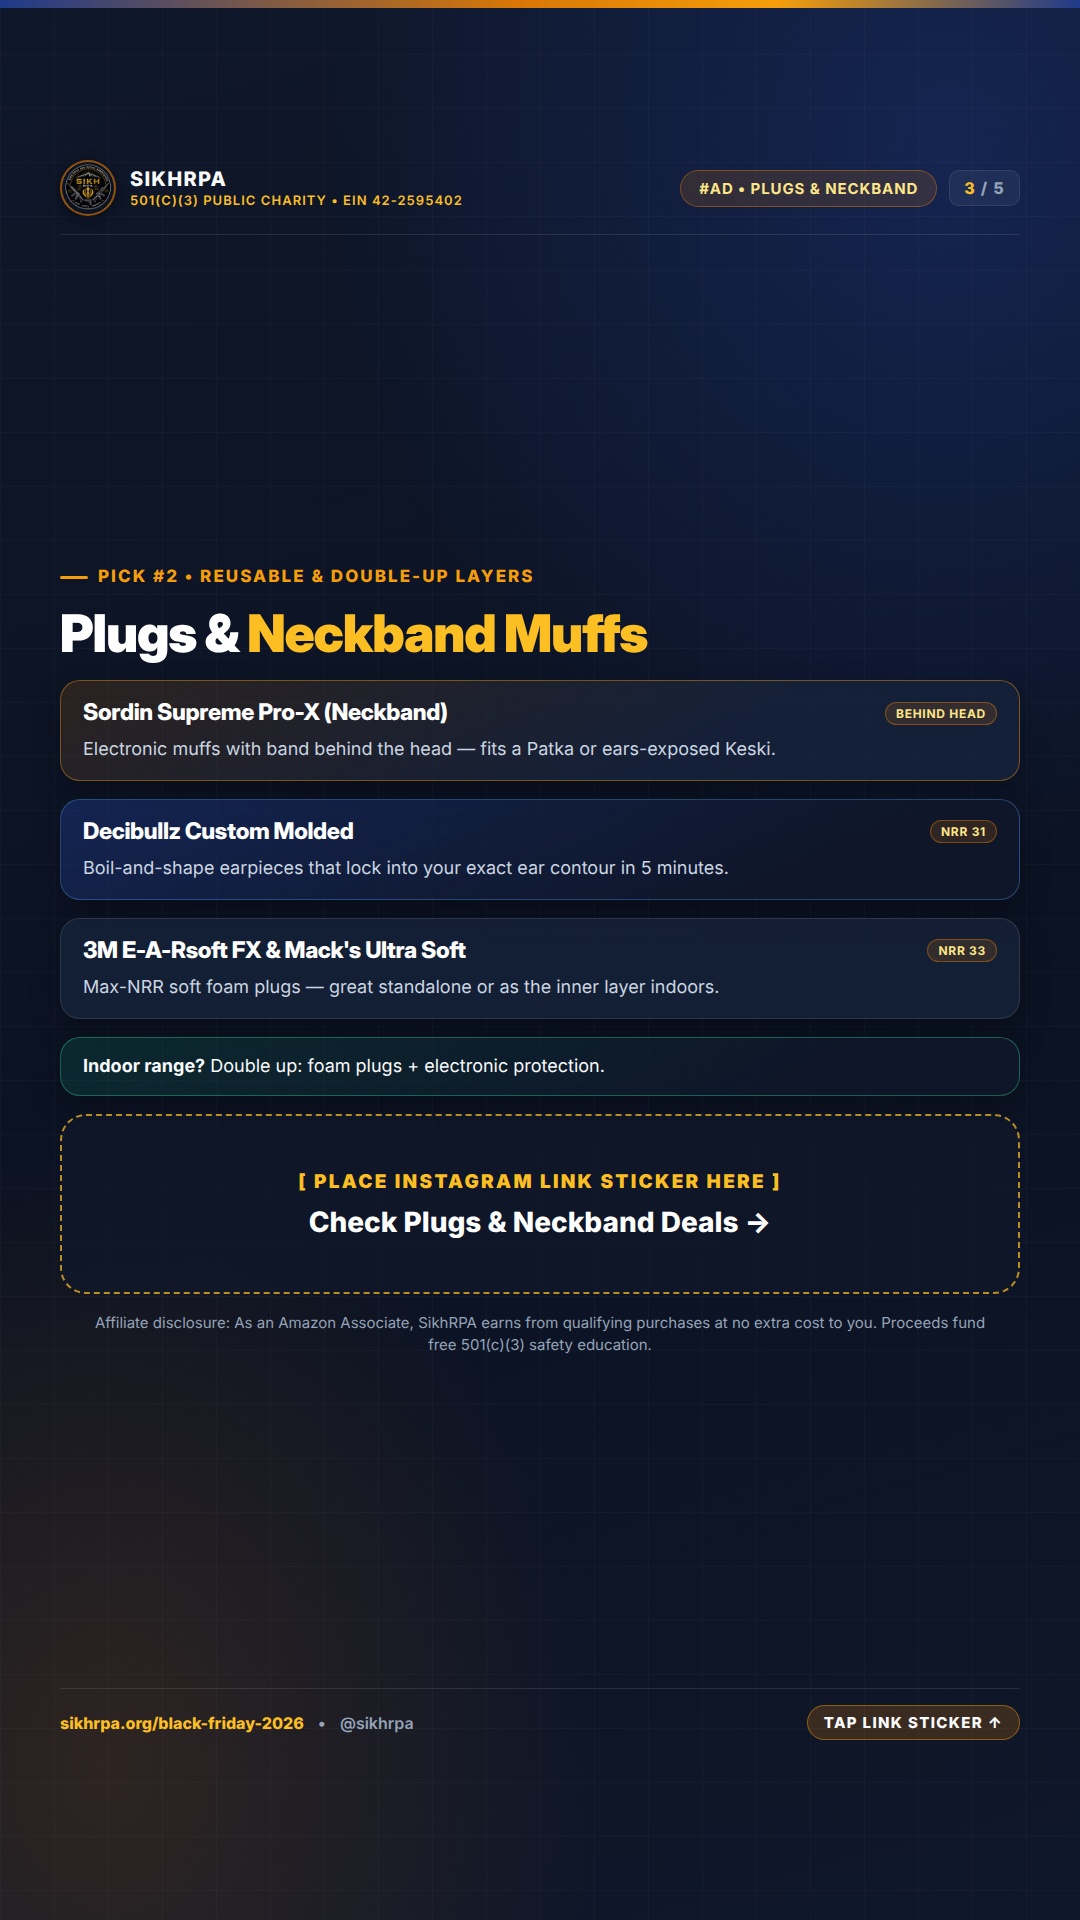 SIKH
SIKHRPA
501(C)(3) PUBLIC CHARITY • EIN 42-2595402
#AD • PLUGS & NECKBAND
3 / 5
PICK #2 • REUSABLE & DOUBLE-UP LAYERS
Plugs & Neckband Muffs
Sordin Supreme Pro-X (Neckband)
BEHIND HEAD
Electronic muffs with band behind the head — fits a Patka or ears-exposed Keski.
Decibullz Custom Molded
NRR 31
Boil-and-shape earpieces that lock into your exact ear contour in 5 minutes.
3M E-A-Rsoft FX & Mack's Ultra Soft
NRR 33
Max-NRR soft foam plugs — great standalone or as the inner layer indoors.
Indoor range? Double up: foam plugs + electronic protection.
[ PLACE INSTAGRAM LINK STICKER HERE ]
Check Plugs & Neckband Deals →
Affiliate disclosure: As an Amazon Associate, SikhRPA earns from qualifying purchases at no extra cost to you. Proceeds fund
free 501(c)(3) safety education.
sikhrpa.org/black-friday-2026 • @sikhrpa
TAP LINK STICKER ↑